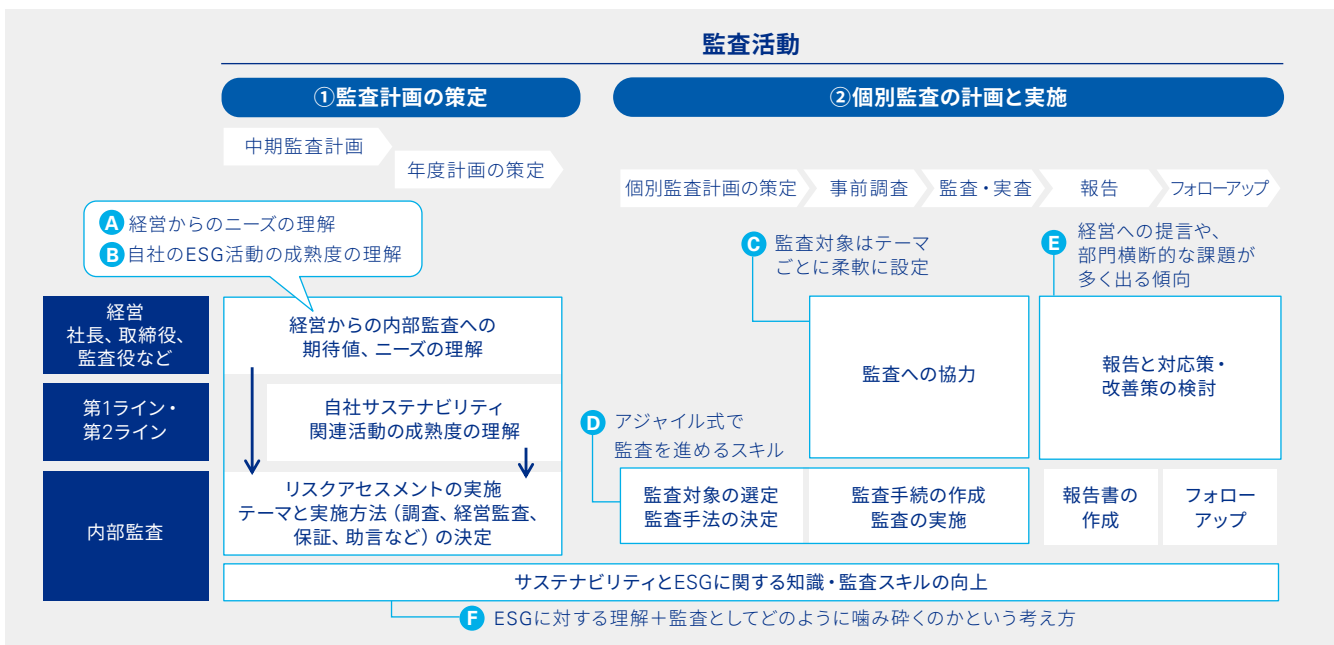 監査活動
①監査計画の策定
②個別監査の計画と実施
中期監査計画
年度計画の策定
個別監査計画の策定
事前調査
監査・実査
報告
フォローアップ
A 経営からのニーズの理解
B 自社のESG活動の成熟度の理解
C 監査対象はテーマ
ごとに柔軟に設定
E 経営への提言や、
部門横断的な課題が
多く出る傾向
経営
社長、取締役、
監査役など
経営からの内部監査への
期待値、ニーズの理解
監査への協力
報告と対応策・
改善策の検討
第1ライン・
第2ライン
自社サステナビリティ
関連活動の成熟度の理解
D アジャイル式で
監査を進めるスキル
内部監査
リスクアセスメントの実施
テーマと実施方法（調査、経営監査、
保証、助言など）の決定
監査対象の選定
監査手法の決定
監査手続の作成
監査の実施
報告書の
作成
フォロー
アップ
サステナビリティとESGに関する知識・監査スキルの向上
F ESGに対する理解＋監査としてどのように噛み砕くのかという考え方